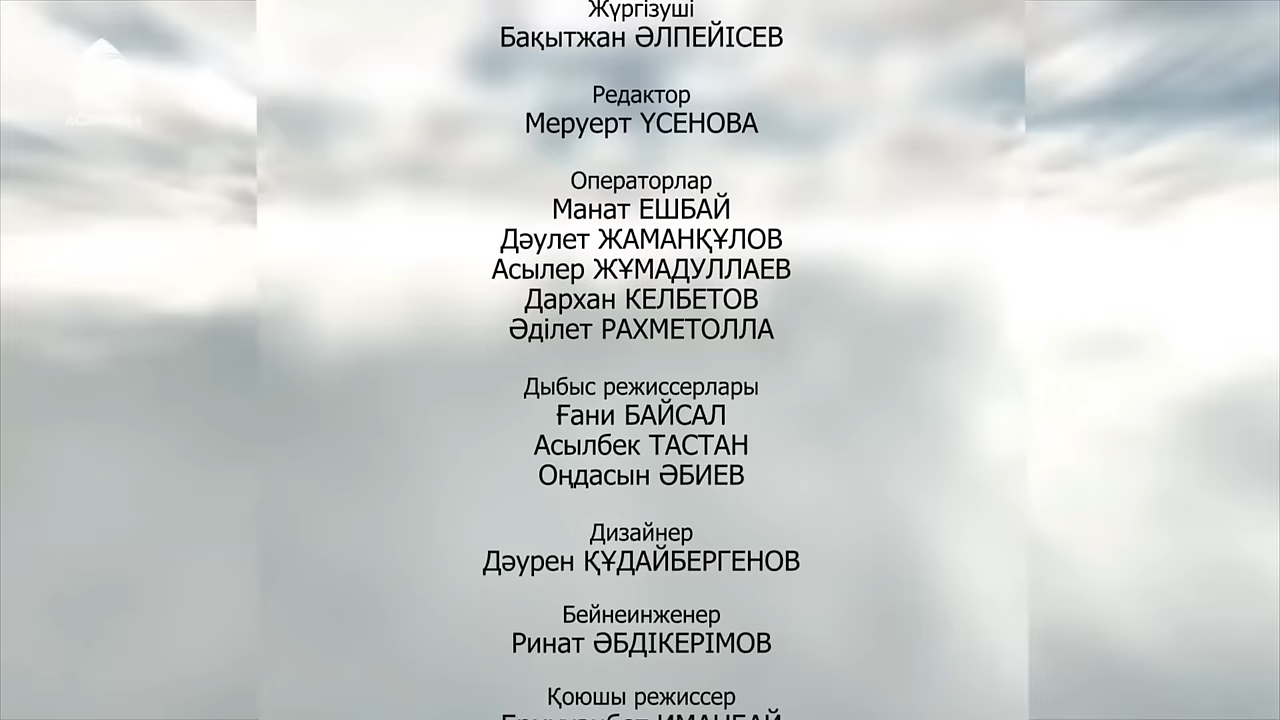 Жүргізуші
Бақытжан ӘЛПЕЙІСЕВ
Редактор
Меруерт ҮСЕНОВА
Операторлар
Манат ЕШБАЙ
Дәулет ЖАМАНҚҰЛОВ
Асылер ЖҰМАДУЛЛАЕВ
Дархан КЕЛБЕТОВ
Әділет РАХМЕТОЛЛА
Дыбыс режиссерлары
Ғани БАЙСАЛ
Асылбек ТАСТАН
Оңдасын ӘБИЕВ
Дизайнер
Дәурен ҚҰДАЙБЕРГЕНОВ
Бейнеинженер
Ринат ӘБДІКЕРІМОВ
Қоюшы режиссер
ИМАНБАЙ